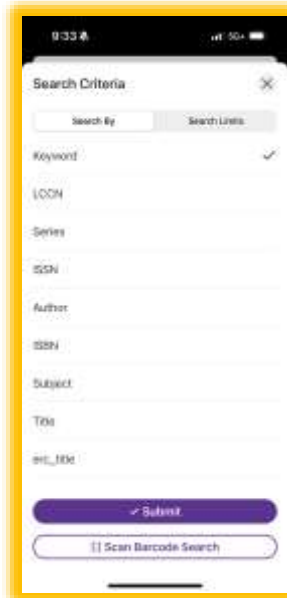 9:33
5G+
Search Criteria
Search By
Search Limits
Keyword
LCCN
Series
ISSN
Author
ISBN
Subject
Title
erc_title
✓ Submit
Scan Barcode Search